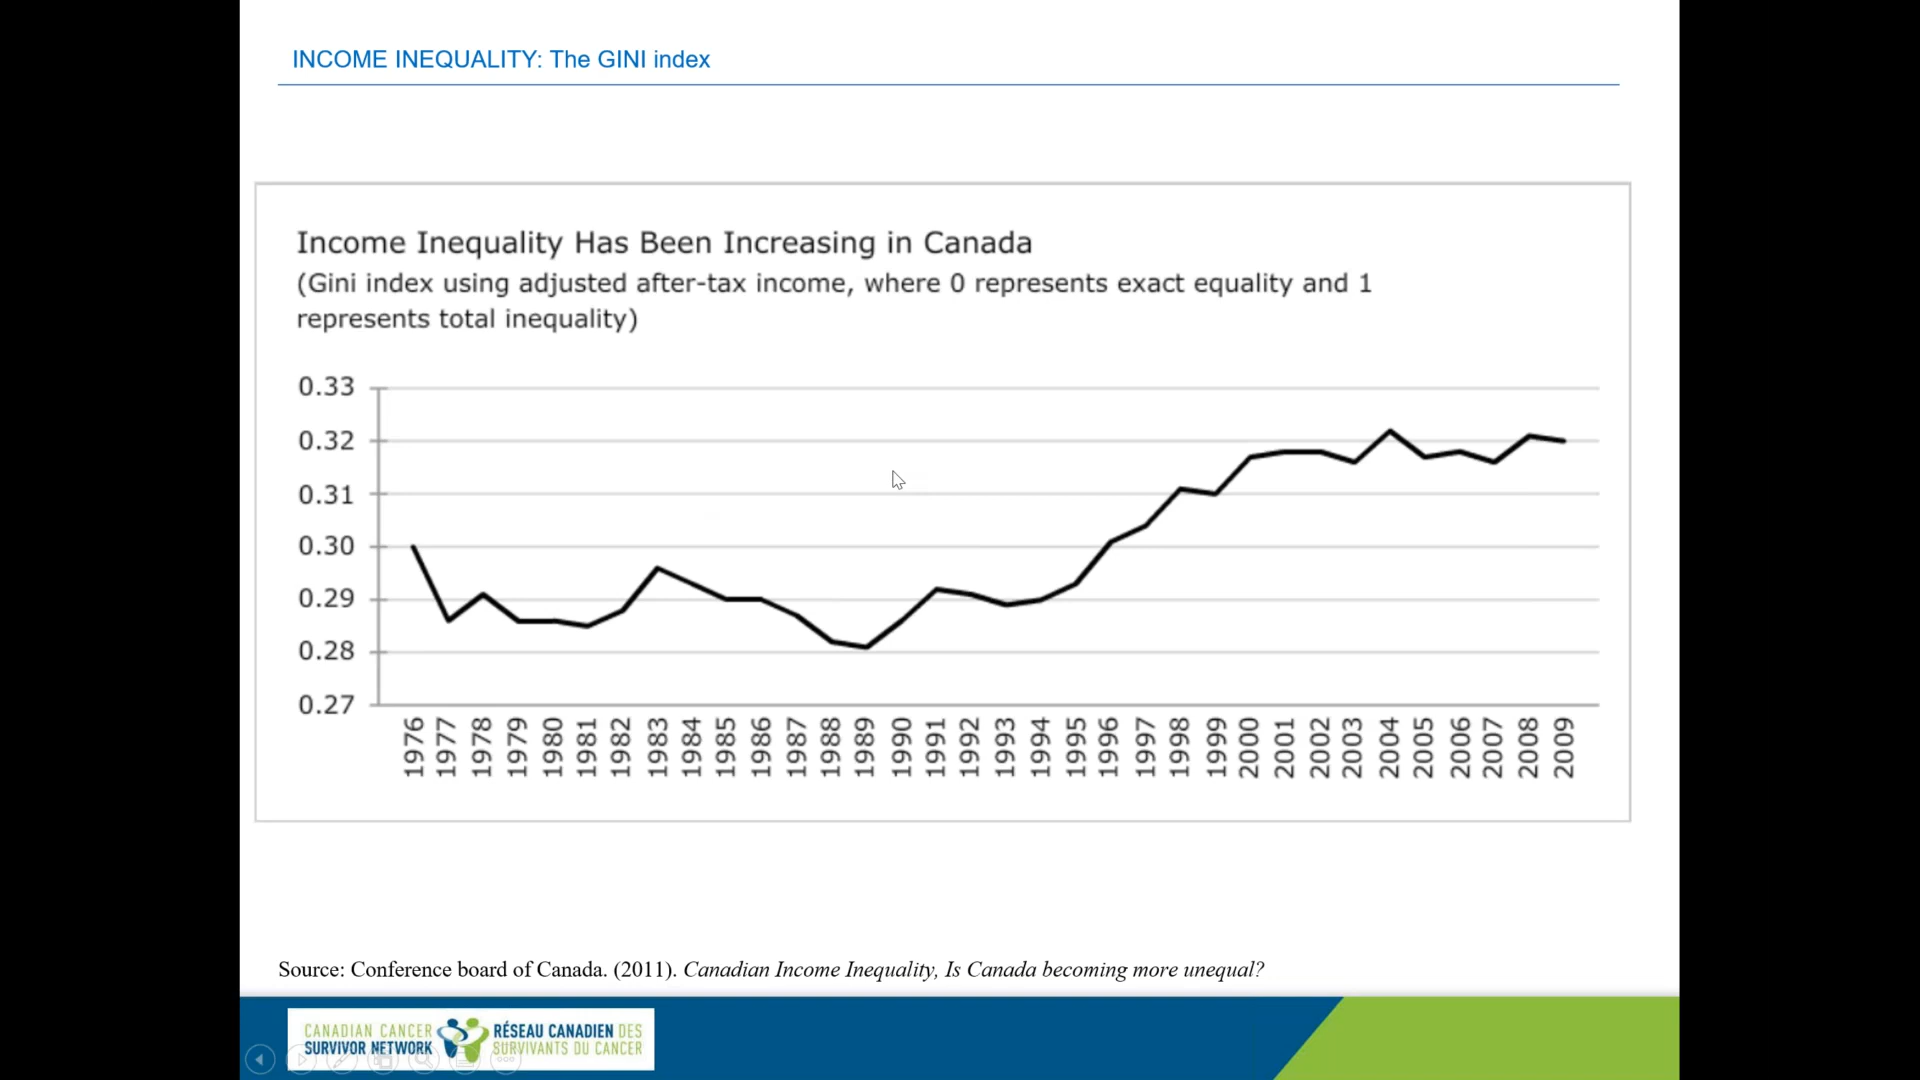 INCOME INEQUALITY: The GINI index
Income Inequality Has Been Increasing in Canada
(Gini index using adjusted after-tax income, where 0 represents exact equality and 1
represents total inequality)
0.33
0.32
0.31
0.30
0.29
0.28
0.27
1976 1977 1978 1979 1980 1981 1982 1983 1984 1985 1986 1987 1988 1989 1990 1991 1992 1993 1994 1995 1996 1997 1998 1999 2000 2001 2002 2003 2004 2005 2006 2007 2008 2009
Source: Conference board of Canada. (2011). Canadian Income Inequality, Is Canada becoming more unequal?
CANADIAN CANCER
SURVIVOR NETWORK
RÉSEAU CANADIEN DES
SURVIVANTS DU CANCER